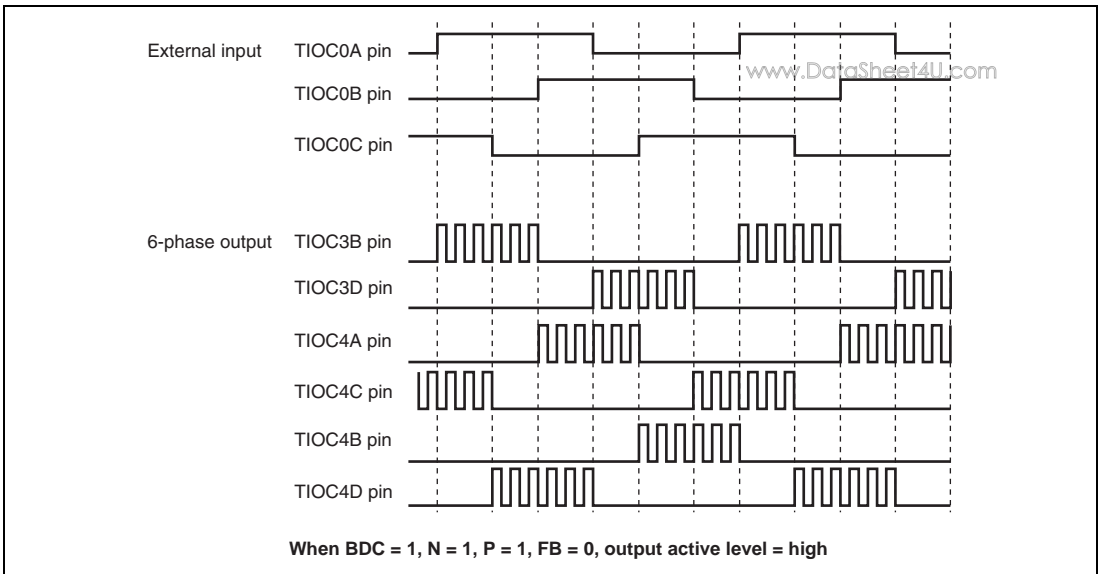 External input TIOC0A pin
www.DataSheet4U.com
TIOC0B pin
TIOC0C pin
6-phase output TIOC3B pin
TIOC3D pin
TIOC4A pin
TIOC4C pin
TIOC4B pin
TIOC4D pin
When BDC = 1, N = 1, P = 1, FB = 0, output active level = high